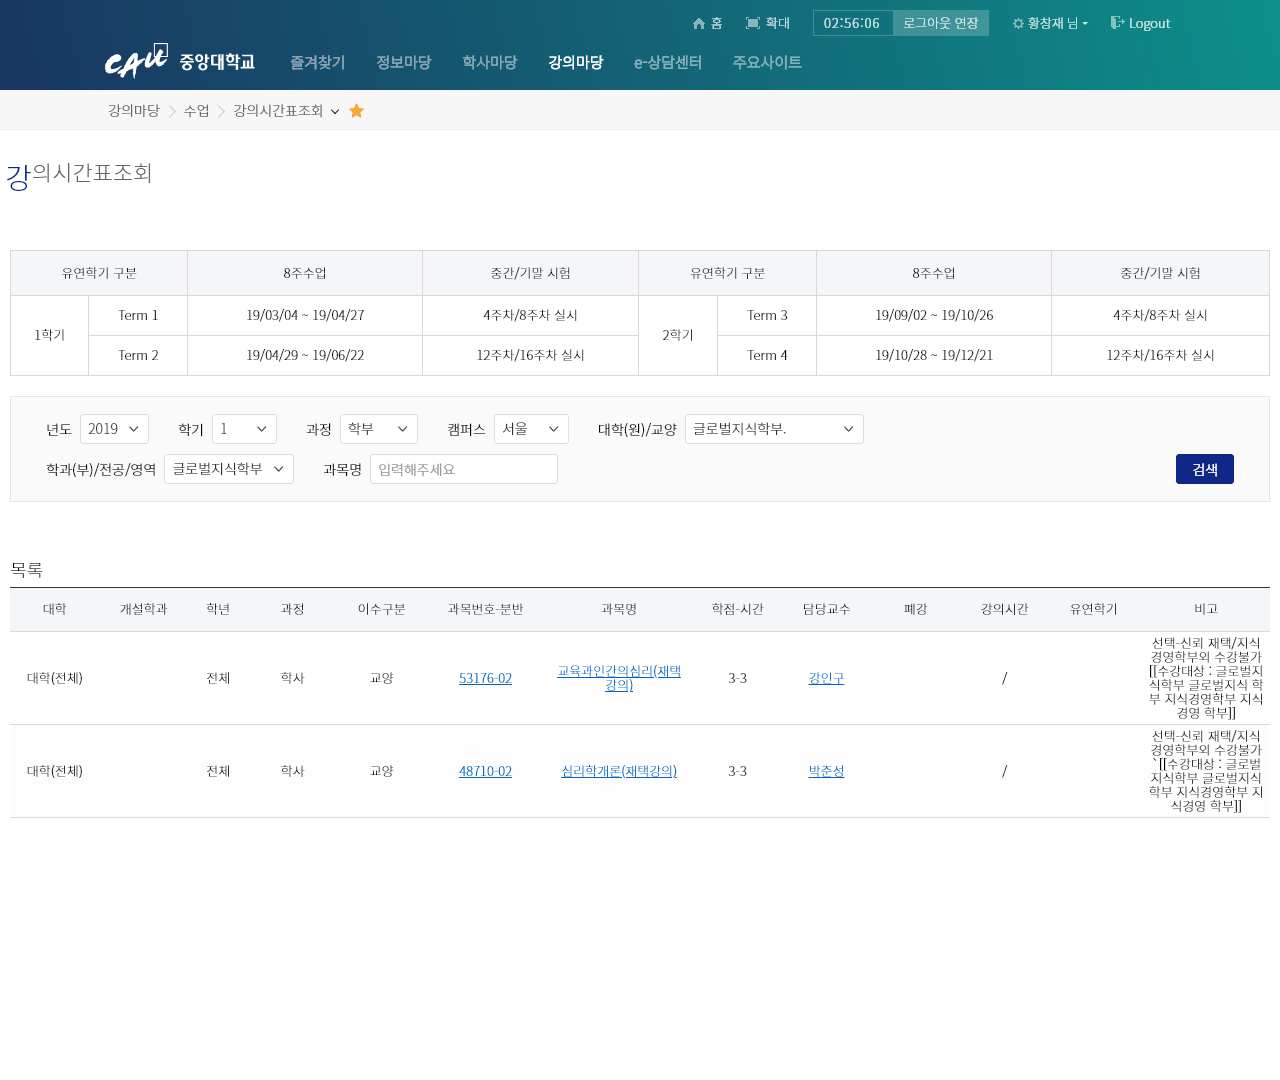 홈 확대 02:56:06 로그아웃 연장 황창재 님 Logout
CAU 중앙대학교 즐겨찾기 정보마당 학사마당 강의마당 e-상담센터 주요사이트
강의마당 수업 강의시간표조회
강의시간표조회
유연학기 구분 8주수업 중간/기말 시험 유연학기 구분 8주수업 중간/기말 시험
1학기 Term 1 19/03/04 ~ 19/04/27 4주차/8주차 실시 2학기 Term 3 19/09/02 ~ 19/10/26 4주차/8주차 실시
Term 2 19/04/29 ~ 19/06/22 12주차/16주차 실시 Term 4 19/10/28 ~ 19/12/21 12주차/16주차 실시
년도 2019 학기 1 과정 학부 캠퍼스 서울 대학(원)/교양 글로벌지식학부.
학과(부)/전공/영역 글로벌지식학부 과목명 입력해주세요 검색
목록
대학 개설학과 학년 과정 이수구분 과목번호-분반 과목명 학점-시간 담당교수 폐강 강의시간 유연학기 비고
대학(전체) 전체 학사 교양 53176-02 교육과인간의심리(재택
강의) 3-3 강인구 / 선택-신뢰 재택/지식
경영학부외 수강불가
[[수강대상 : 글로벌지
식학부 글로벌지식 학
부 지식경영학부 지식
경영 학부]]
대학(전체) 전체 학사 교양 48710-02 심리학개론(재택강의) 3-3 박준성 / 선택-신뢰 재택/지식
경영학부외 수강불가
`[[수강대상 : 글로벌
지식학부 글로벌지식
학부 지식경영학부 지
식경영 학부]]